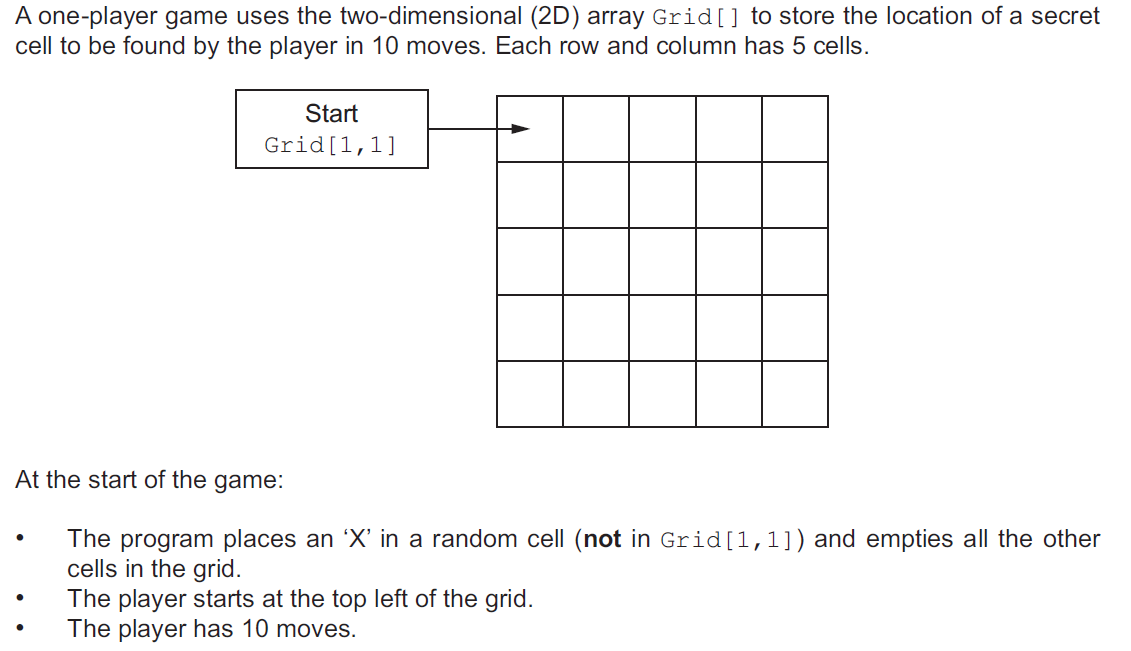 A one-player game uses the two-dimensional (2D) array Grid[] to store the location of a secret
cell to be found by the player in 10 moves. Each row and column has 5 cells.
Start
Grid[1,1]
At the start of the game:
• The program places an ‘X’ in a random cell (not in Grid[1,1]) and empties all the other
cells in the grid.
• The player starts at the top left of the grid.
• The player has 10 moves.